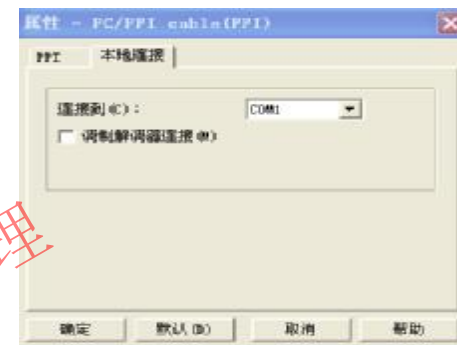 属性 - PC/PPI cable(PPI)
PPI 本地连接
连接到(C): COM1
调制解调器连接(M)
理
确定 默认(D) 取消 帮助